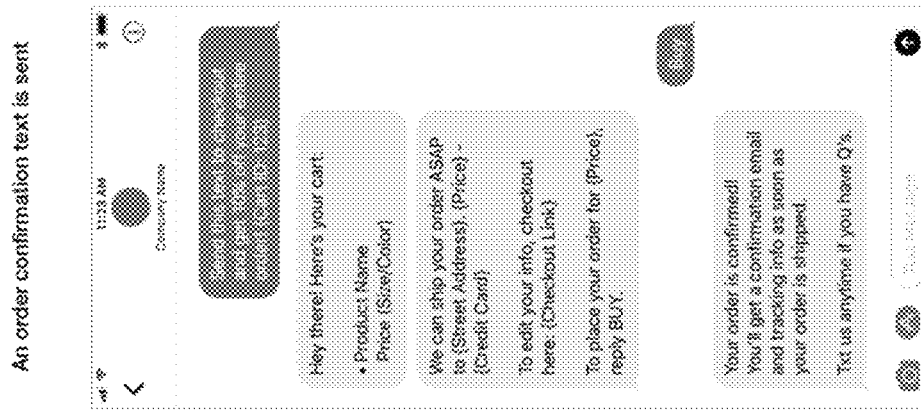 An order confirmation text is sent
11:23 AM
Company Name
Hey there! Here's your cart.
• Product Name
Price (Size/Color)
We can ship your order ASAP
to {Street Address}. {Price} -
{Credit Card}
To edit your info, checkout
here: {Checkout Link}
To place your order for {Price},
reply BUY.
Your order is confirmed!
You'll get a confirmation email
and tracking info as soon as
your order is shipped.
Txt us anytime if you have Q's.